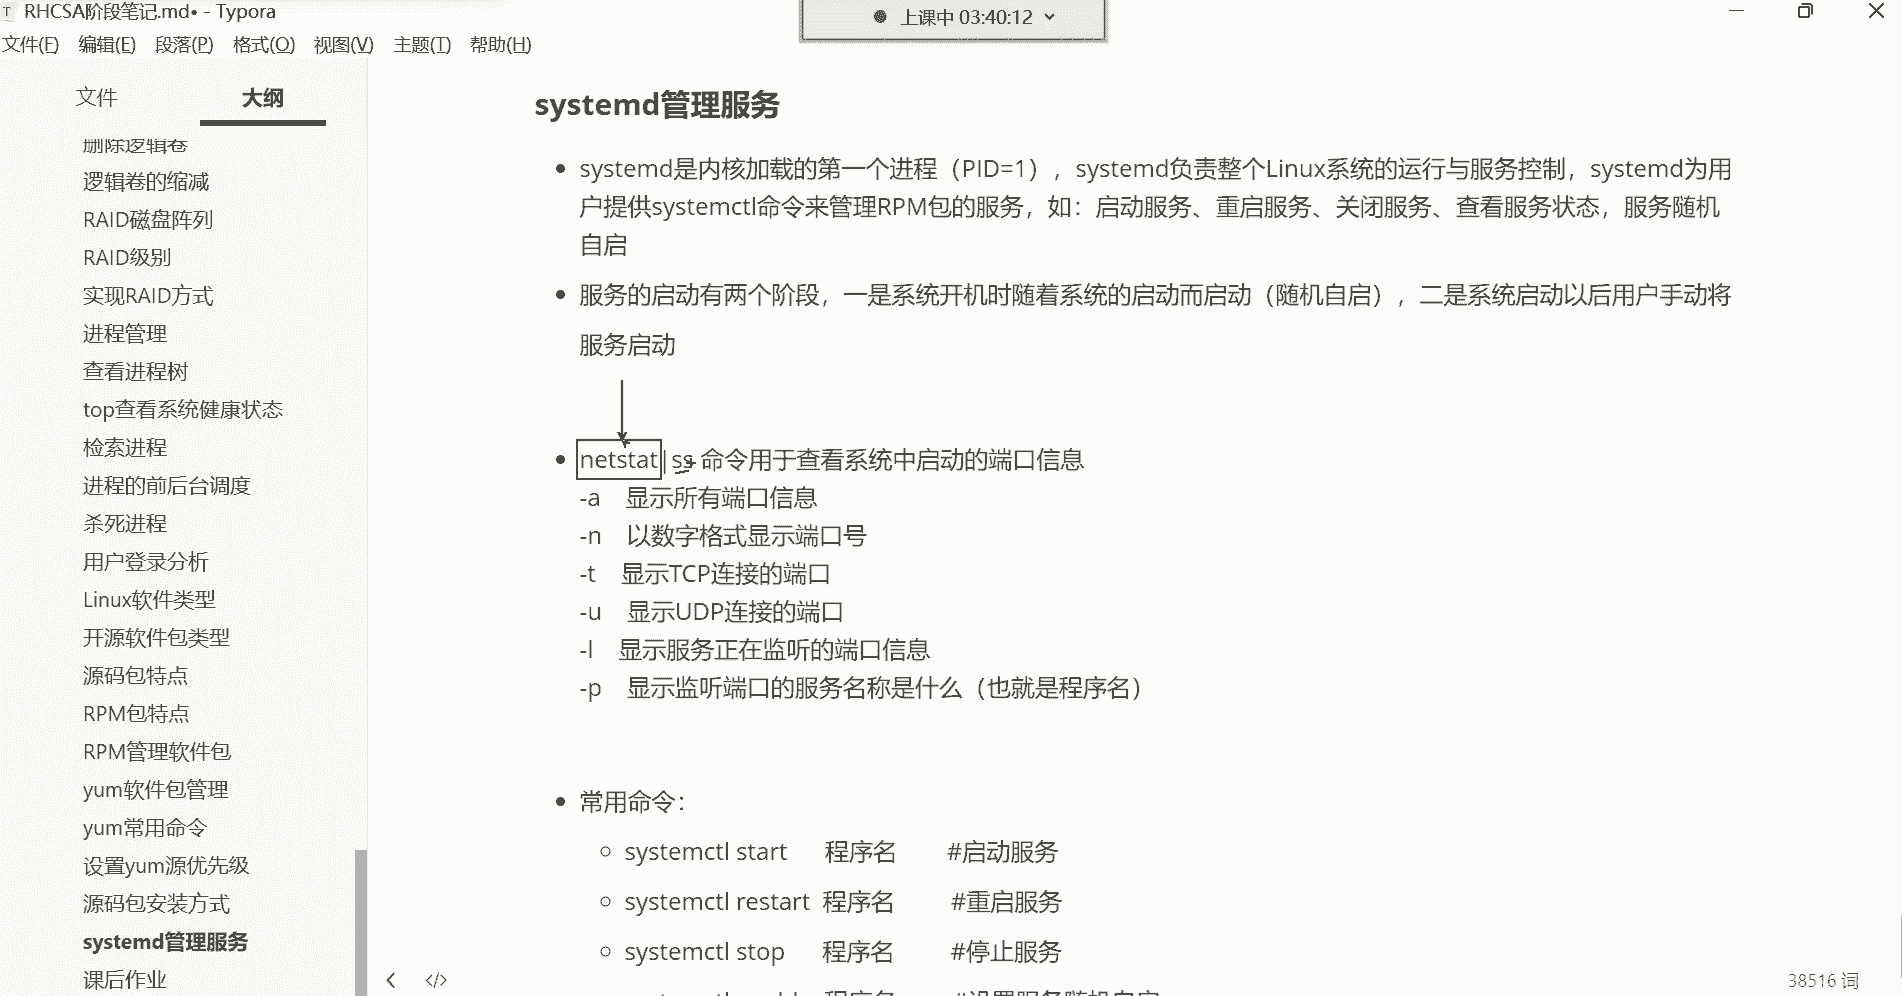 RHCSA阶段笔记.md• - Typora
上课中 03:40:12
文件(F) 编辑(E) 段落(P) 格式(O) 视图(V) 主题(T) 帮助(H)
文件 大纲
删除逻辑卷
逻辑卷的缩减
RAID磁盘阵列
RAID级别
实现RAID方式
进程管理
查看进程树
top查看系统健康状态
检索进程
进程的前后台调度
杀死进程
用户登录分析
Linux软件类型
开源软件包类型
源码包特点
RPM包特点
RPM管理软件包
yum软件包管理
yum常用命令
设置yum源优先级
源码包安装方式
systemd管理服务
课后作业
systemd管理服务
systemd是内核加载的第一个进程（PID=1），systemd负责整个Linux系统的运行与服务控制，systemd为用
户提供systemctl命令来管理RPM包的服务，如：启动服务、重启服务、关闭服务、查看服务状态，服务随机
自启
服务的启动有两个阶段，一是系统开机时随着系统的启动而启动（随机自启），二是系统启动以后用户手动将
服务启动
netstat|ss 命令用于查看系统中启动的端口信息
-a 显示所有端口信息
-n 以数字格式显示端口号
-t 显示TCP连接的端口
-u 显示UDP连接的端口
-l 显示服务正在监听的端口信息
-p 显示监听端口的服务名称是什么（也就是程序名）
常用命令：
systemctl start 程序名 #启动服务
systemctl restart 程序名 #重启服务
systemctl stop 程序名 #停止服务
38516 词